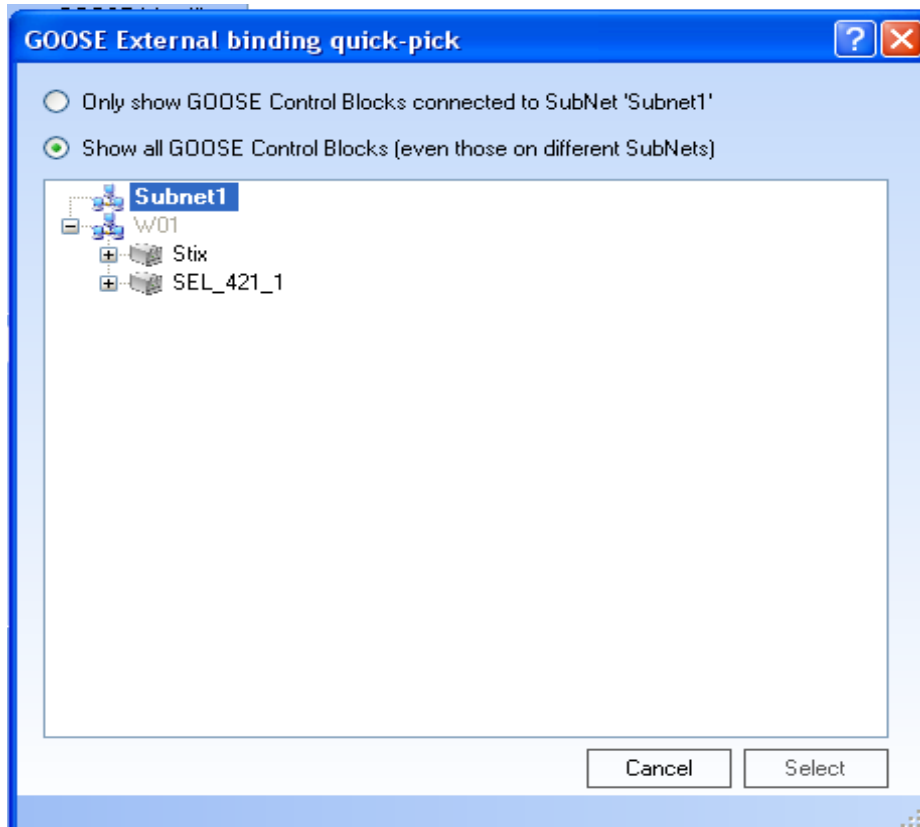 GOOSE External binding quick-pick
Only show GOOSE Control Blocks connected to SubNet 'Subnet1'
Show all GOOSE Control Blocks (even those on different SubNets)
Subnet1
W01
Stix
SEL_421_1
Cancel Select